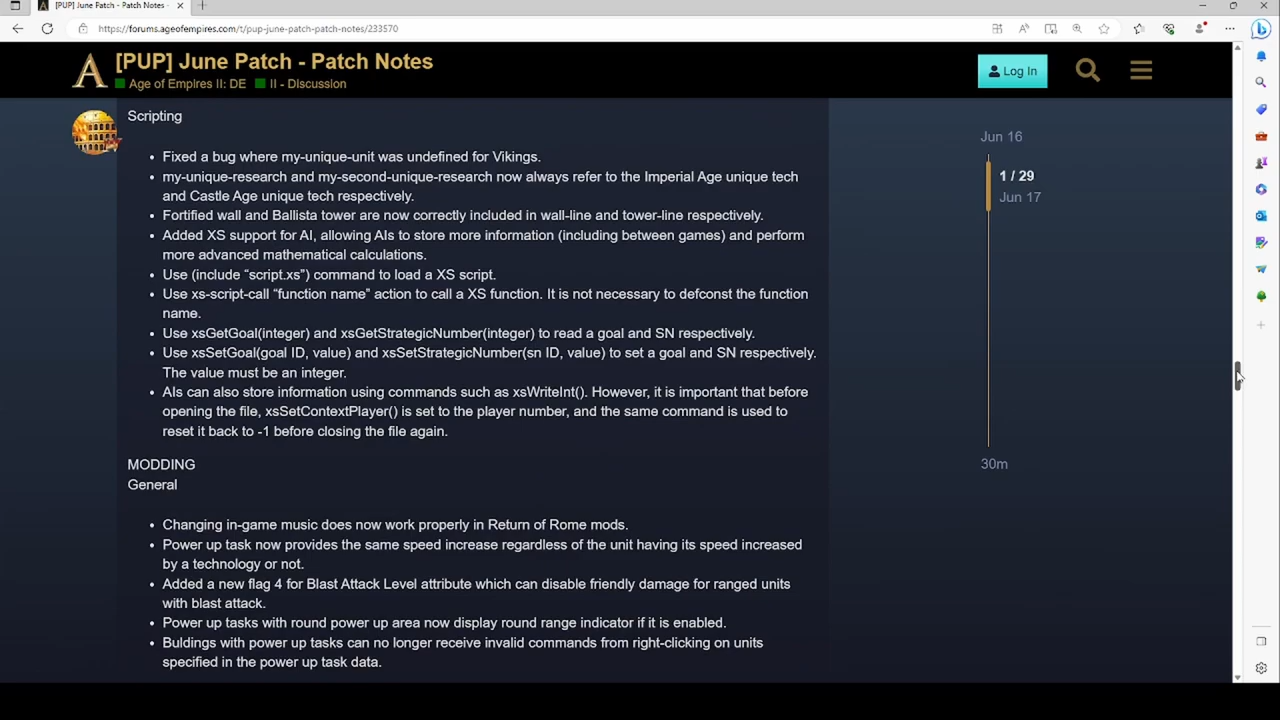 [PUP] June Patch - Patch Notes -
https://forums.ageofempires.com/t/pup-june-patch-patch-notes/233570
[PUP] June Patch - Patch Notes
Age of Empires II: DE II - Discussion
Log In
Scripting
• Fixed a bug where my-unique-unit was undefined for Vikings.
• my-unique-research and my-second-unique-research now always refer to the Imperial Age unique tech
and Castle Age unique tech respectively.
• Fortified wall and Ballista tower are now correctly included in wall-line and tower-line respectively.
• Added XS support for AI, allowing AIs to store more information (including between games) and perform
more advanced mathematical calculations.
• Use (include “script.xs”) command to load a XS script.
• Use xs-script-call “function name” action to call a XS function. It is not necessary to defconst the function
name.
• Use xsGetGoal(integer) and xsGetStrategicNumber(integer) to read a goal and SN respectively.
• Use xsSetGoal(goal ID, value) and xsSetStrategicNumber(sn ID, value) to set a goal and SN respectively.
The value must be an integer.
• AIs can also store information using commands such as xsWriteInt(). However, it is important that before
opening the file, xsSetContextPlayer() is set to the player number, and the same command is used to
reset it back to -1 before closing the file again.
MODDING
General
• Changing in-game music does now work properly in Return of Rome mods.
• Power up task now provides the same speed increase regardless of the unit having its speed increased
by a technology or not.
• Added a new flag 4 for Blast Attack Level attribute which can disable friendly damage for ranged units
with blast attack.
• Power up tasks with round power up area now display round range indicator if it is enabled.
• Buldings with power up tasks can no longer receive invalid commands from right-clicking on units
specified in the power up task data.
Jun 16
1 / 29
Jun 17
30m